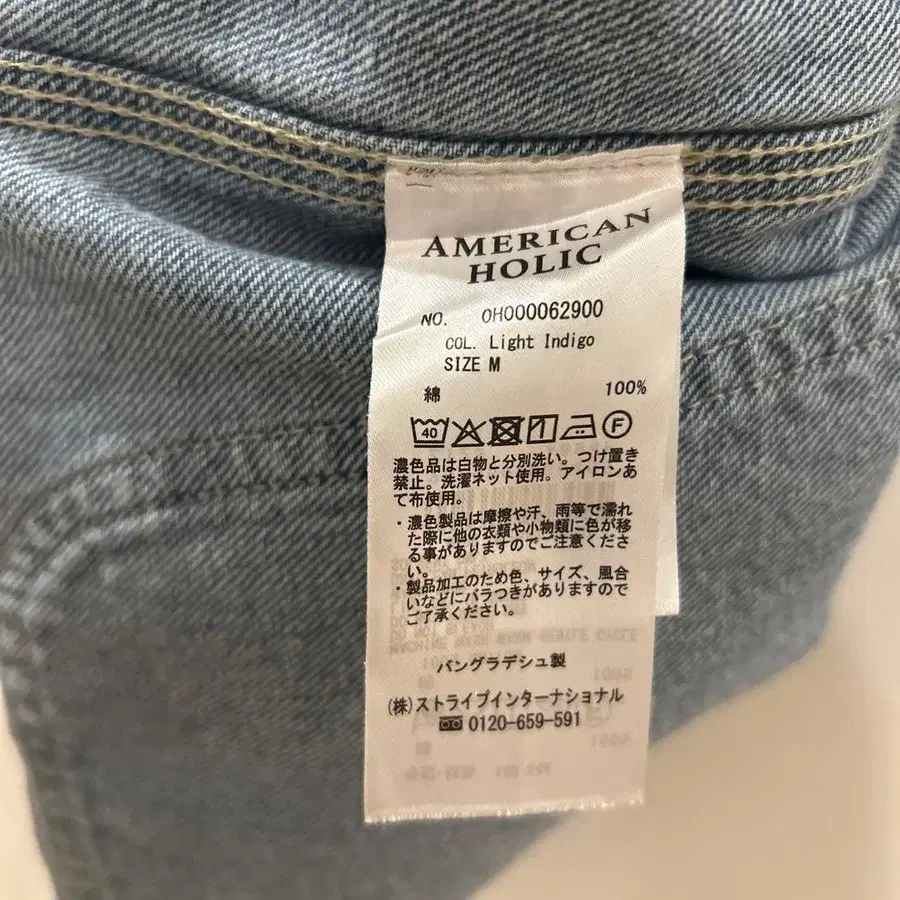 AMERICAN
HOLIC
NO. OH000062900
COL. Light Indigo
SIZE M
綿 100%
40 F
濃色品は白物と分別洗い。つけ置き
禁止。洗濯ネット使用。アイロンあ
て布使用。
・濃色製品は摩擦や汗、雨等で濡れ
た際に他の衣類や小物類に色が移
る事がありますのでご注意くださ
い。
・製品加工のため色、サイズ、風合
いなどにバラつきがありますので
ご了承ください。
バングラデシュ製
(株)ストライプインターナショナル
0120-659-591